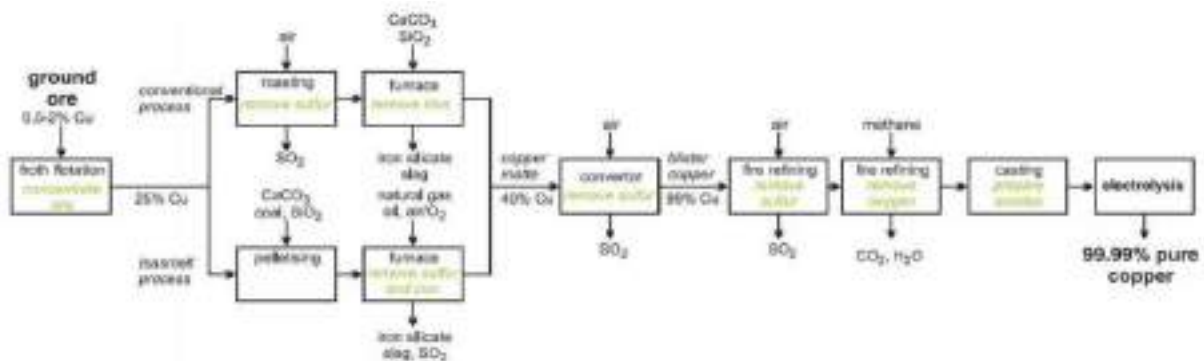 ground
ore
0.5-2% Cu
froth flotation
concentrate
ore
25% Cu
conventional
process
air
roasting
remove sulfur
SO2
CaCO3
SiO2
furnace
remove iron
iron silicate
slag
isasmelt
process
CaCO3
coal, SiO2
pelletising
natural gas
oil, air/O2
furnace
remove sulfur
and iron
iron silicate
slag, SO2
copper
matte
40% Cu
air
convertor
remove sulfur
SO2
blister
copper
98% Cu
air
fire refining
remove
sulfur
SO2
methane
fire refining
remove
oxygen
CO2, H2O
casting
prepare
anodes
electrolysis
99.99% pure
copper